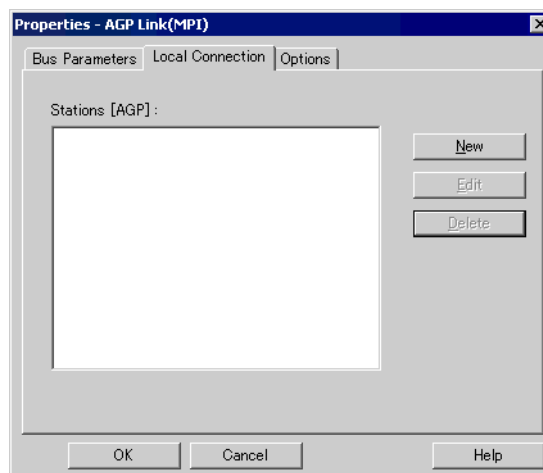 Properties - AGP Link(MPI)
Bus Parameters Local Connection Options
Stations [AGP] :
New
Edit
Delete
OK Cancel Help